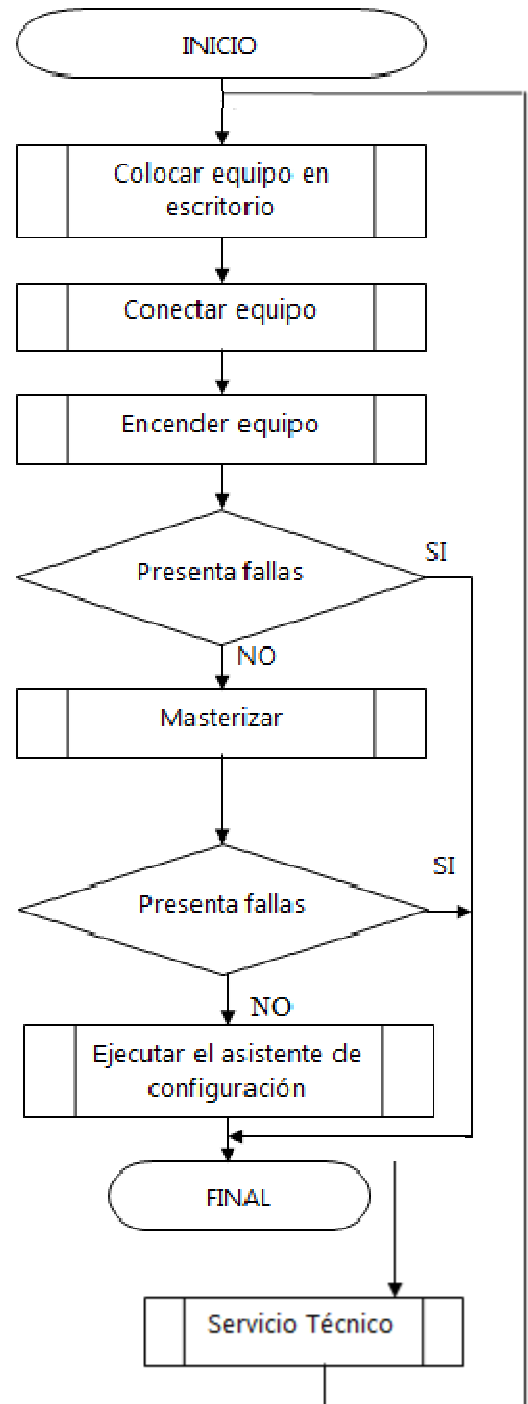 INICIO
Colocar equipo en
escritorio
Conectar equipo
Encender equipo
Presenta fallas
SI
NO
Masterizar
Presenta fallas
SI
NO
Ejecutar el asistente de
configuración
FINAL
Servicio Técnico